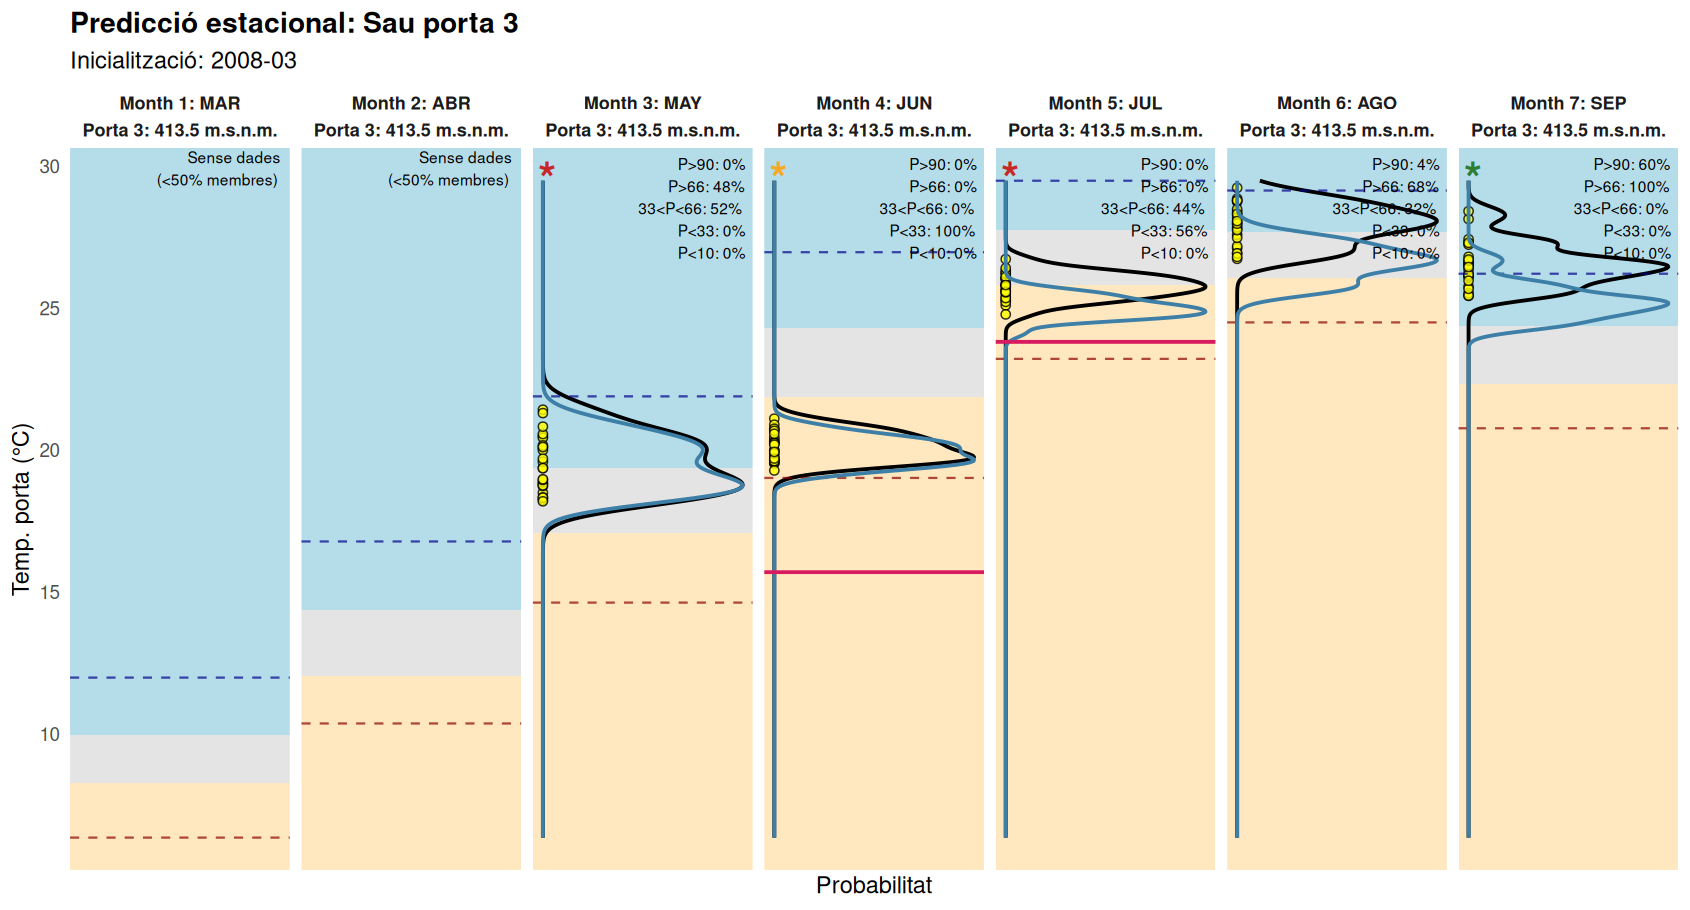 Predicció estacional: Sau porta 3
Inicialització: 2008-03
Month 1: MAR
Porta 3: 413.5 m.s.n.m.
Month 2: ABR
Porta 3: 413.5 m.s.n.m.
Month 3: MAY
Porta 3: 413.5 m.s.n.m.
Month 4: JUN
Porta 3: 413.5 m.s.n.m.
Month 5: JUL
Porta 3: 413.5 m.s.n.m.
Month 6: AGO
Porta 3: 413.5 m.s.n.m.
Month 7: SEP
Porta 3: 413.5 m.s.n.m.
Temp. porta (°C)
30
25
20
15
10
Sense dades
(<50% membres)
Sense dades
(<50% membres)
*
P>90: 0%
P>66: 48%
33<P<66: 52%
P<33: 0%
P<10: 0%
*
P>90: 0%
P>66: 0%
33<P<66: 0%
P<33: 100%
P<10: 0%
*
P>90: 0%
P>66: 0%
33<P<66: 44%
P<33: 56%
P<10: 0%
P>90: 4%
P>66: 68%
33<P<66: 32%
P<33: 0%
P<10: 0%
*
P>90: 60%
P>66: 100%
33<P<66: 0%
P<33: 0%
P<10: 0%
Probabilitat